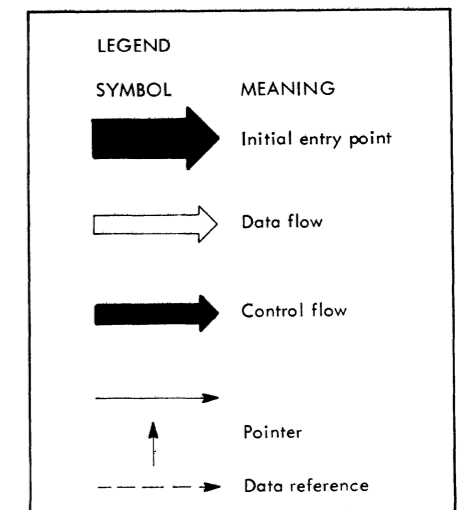 LEGEND
SYMBOL MEANING
Initial entry point
Data flow
Control flow
Pointer
Data reference